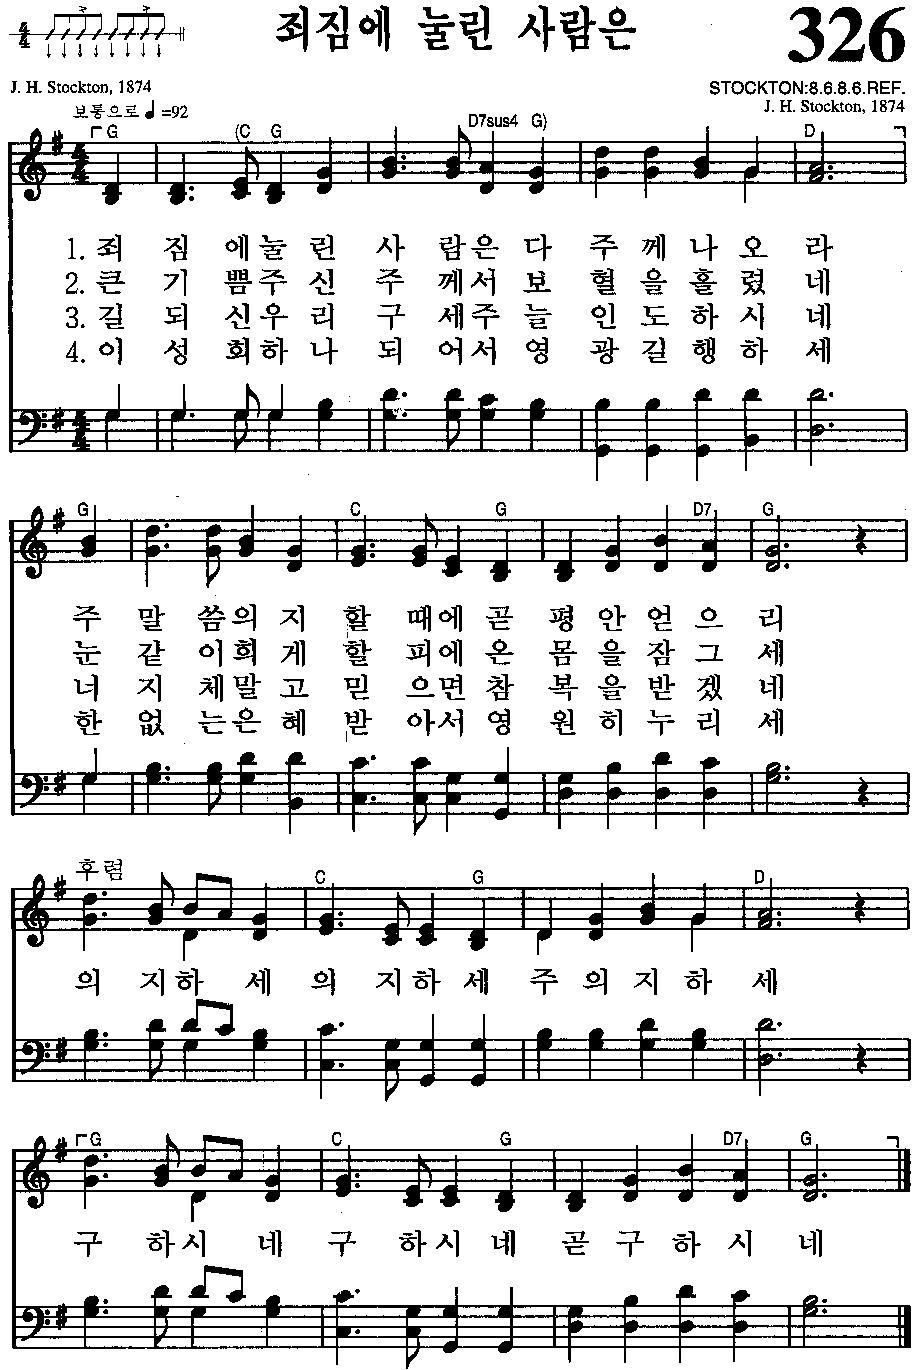 죄짐에 눌린 사람은
326
J. H. Stockton, 1874
STOCKTON:8.6.8.6.REF.
J. H. Stockton, 1874
보통으로 ♩=92
G (C G D7sus4 G) D
1. 죄 짐 에눌 린 사 람은 다 주 께 나 오 라
2. 큰 기 쁨주 신 주 께서 보 혈 을 흘 렸 네
3. 길 되 신우 리 구 세주 늘 인 도 하 시 네
4. 이 성 회하 나 되 어서 영 광 길 행 하 세
G C G D7 G
주 말 씀의 지 할 때에 곧 평 안 얻 으 리
눈 같 이희 게 할 피에 온 몸 을 잠 그 세
너 지 체말 고 믿 으면 참 복 을 받 겠 네
한 없 는은 혜 받 아서 영 원 히 누 리 세
후렴
C G D
의 지하 세 의 지하 세 주 의 지 하 세
G C G D7 G
구 하시 네 구 하시 네 곧 구 하 시 네